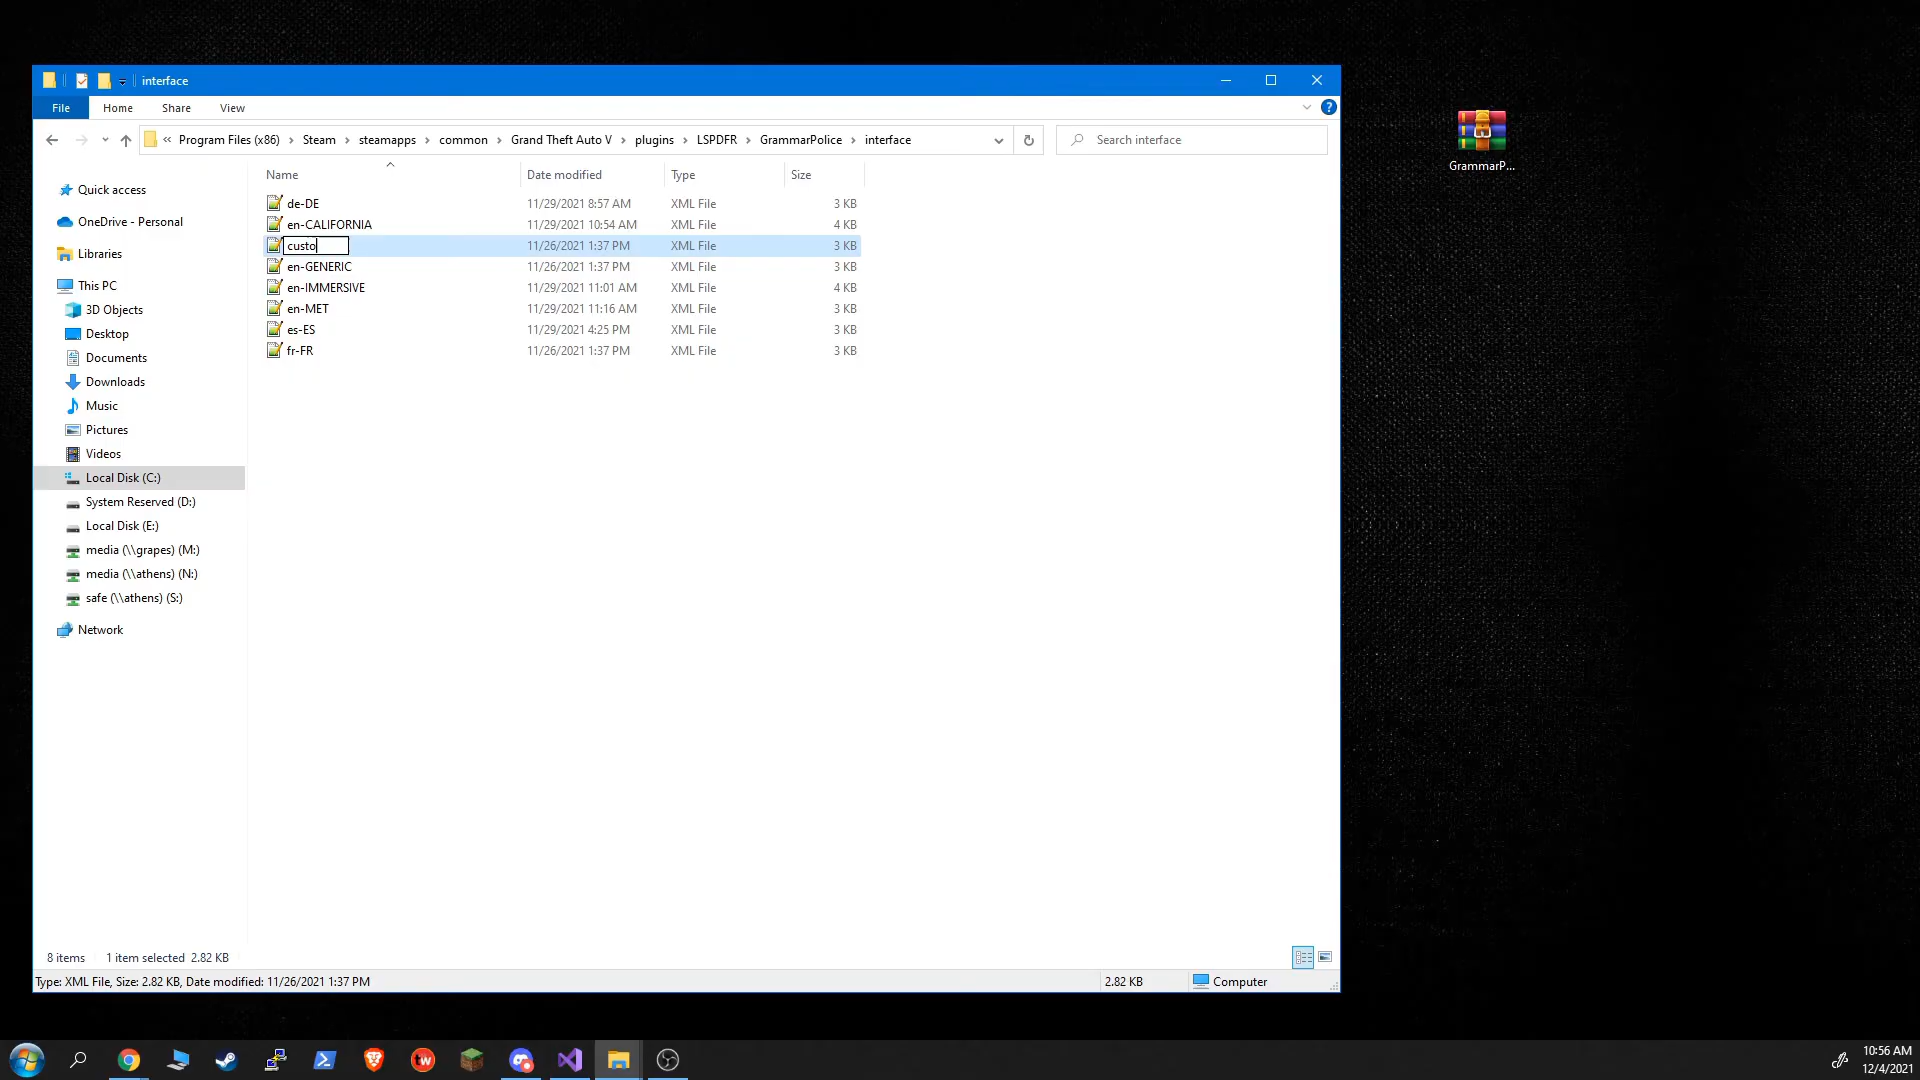 interface
File
Home
Share
View
?
« Program Files (x86) › Steam › steamapps › common › Grand Theft Auto V › plugins › LSPDFR › GrammarPolice › interface
Search interface
Name
Date modified
Type
Size
de-DE 11/29/2021 8:57 AM XML File 3 KB
en-CALIFORNIA 11/29/2021 10:54 AM XML File 4 KB
custo 11/26/2021 1:37 PM XML File 3 KB
en-GENERIC 11/26/2021 1:37 PM XML File 3 KB
en-IMMERSIVE 11/29/2021 11:01 AM XML File 4 KB
en-MET 11/29/2021 11:16 AM XML File 3 KB
es-ES 11/29/2021 4:25 PM XML File 3 KB
fr-FR 11/26/2021 1:37 PM XML File 3 KB
Quick access
OneDrive - Personal
Libraries
This PC
3D Objects
Desktop
Documents
Downloads
Music
Pictures
Videos
Local Disk (C:)
System Reserved (D:)
Local Disk (E:)
media (\\grapes) (M:)
media (\\athens) (N:)
safe (\\athens) (S:)
Network
8 items
1 item selected 2.82 KB
Type: XML File, Size: 2.82 KB, Date modified: 11/26/2021 1:37 PM
2.82 KB
Computer
GrammarP...
tw
10:56 AM
12/4/2021